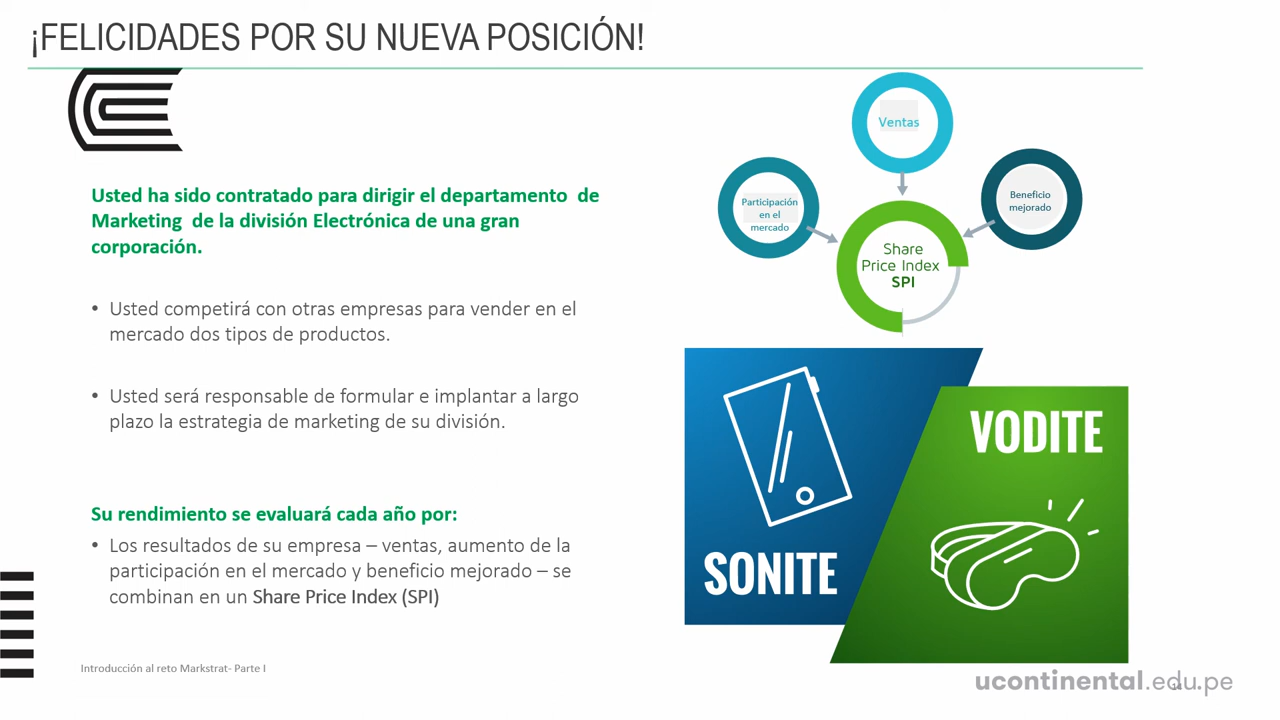 ¡FELICIDADES POR SU NUEVA POSICIÓN!
Usted ha sido contratado para dirigir el departamento de
Marketing de la división Electrónica de una gran
corporación.
• Usted competirá con otras empresas para vender en el
mercado dos tipos de productos.
• Usted será responsable de formular e implantar a largo
plazo la estrategia de marketing de su división.
Su rendimiento se evaluará cada año por:
• Los resultados de su empresa – ventas, aumento de la
participación en el mercado y beneficio mejorado – se
combinan en un Share Price Index (SPI)
Ventas
Participación
en el
mercado
Beneficio
mejorado
Share
Price Index
SPI
SONITE
VODITE
Introducción al reto Markstrat- Parte I
ucontinental.edu.pe